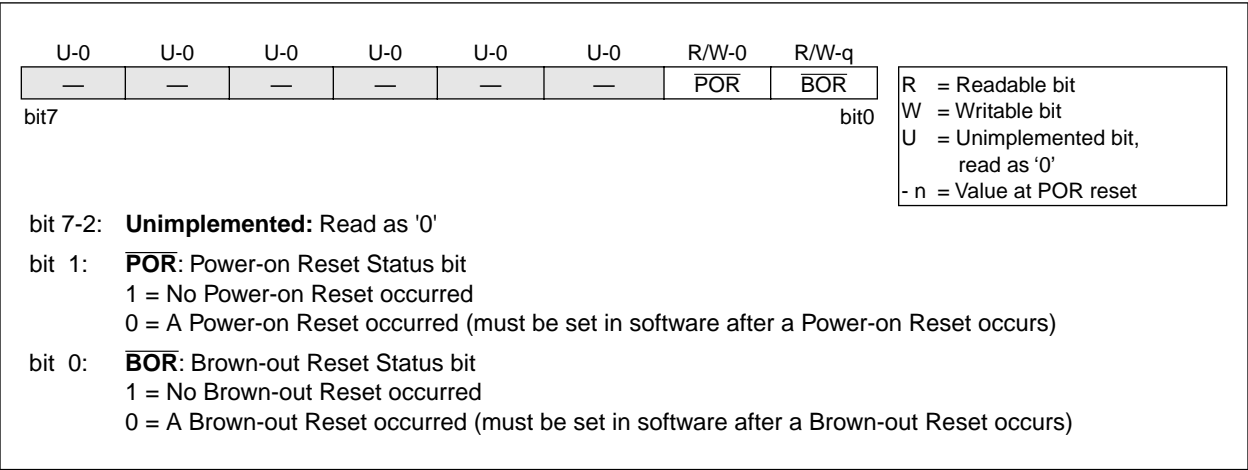 U-0 U-0 U-0 U-0 U-0 U-0 R/W-0 R/W-q
— — — — — — P̅O̅R̅ B̅O̅R̅
bit7 bit0
R = Readable bit
W = Writable bit
U = Unimplemented bit,
read as ‘0’
- n = Value at POR reset
bit 7-2: Unimplemented: Read as '0'
bit 1: P̅O̅R̅: Power-on Reset Status bit
1 = No Power-on Reset occurred
0 = A Power-on Reset occurred (must be set in software after a Power-on Reset occurs)
bit 0: B̅O̅R̅: Brown-out Reset Status bit
1 = No Brown-out Reset occurred
0 = A Brown-out Reset occurred (must be set in software after a Brown-out Reset occurs)